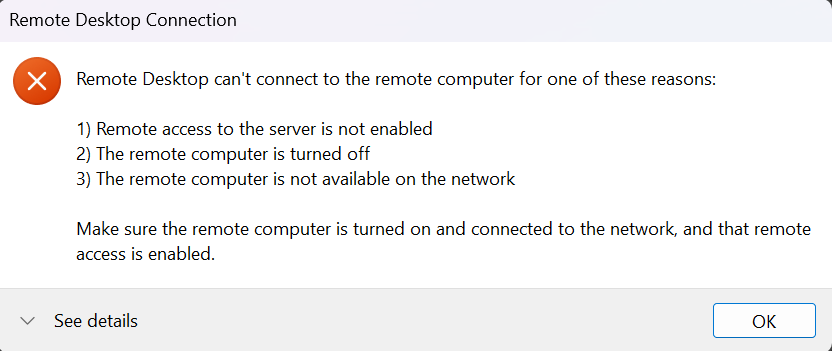 Remote Desktop Connection
Remote Desktop can't connect to the remote computer for one of these reasons:
1) Remote access to the server is not enabled
2) The remote computer is turned off
3) The remote computer is not available on the network
Make sure the remote computer is turned on and connected to the network, and that remote
access is enabled.
See details
OK